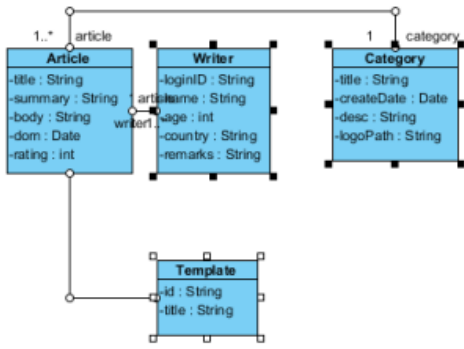 1..* article
1 category
Article
-title : String
-summary : String
-body : String
-dom : Date
-rating : int
Writer
-loginID : String
-name : String
-age : int
-country : String
-remarks : String
* article
writer1..*
Category
-title : String
-createDate : Date
-desc : String
-logoPath : String
Template
-id : String
-title : String